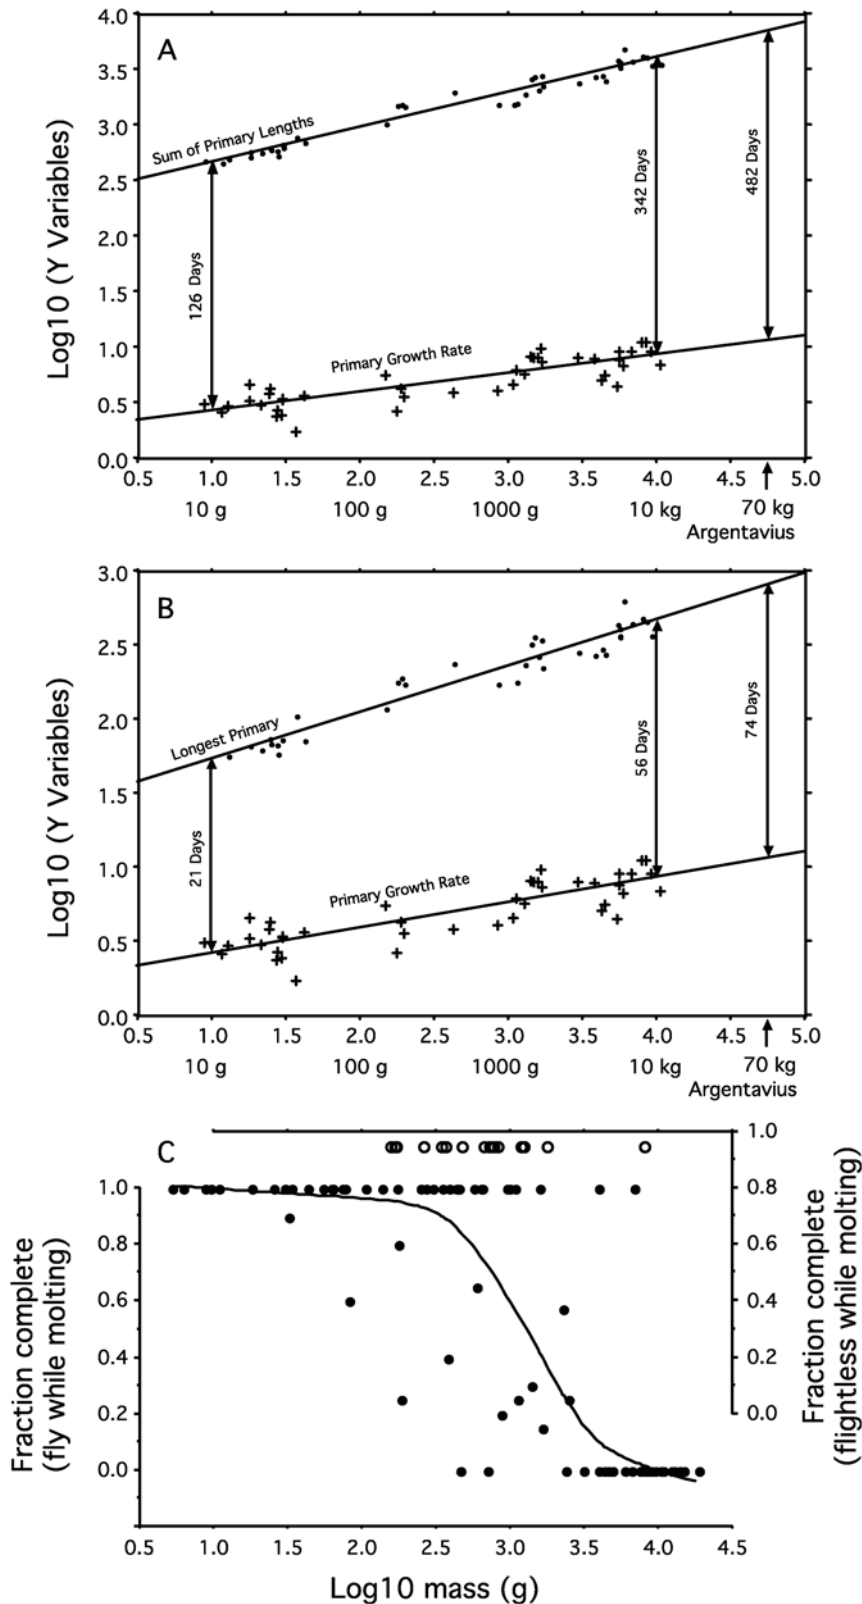 A
4.0
3.5
3.0
2.5
2.0
1.5
1.0
0.5
0.0
Log10 (Y Variables)
Sum of Primary Lengths
Primary Growth Rate
126 Days
342 Days
482 Days
0.5 1.0 1.5 2.0 2.5 3.0 3.5 4.0 4.5 5.0
10 g 100 g 1000 g 10 kg 70 kg
Argentavius
B
3.0
2.5
2.0
1.5
1.0
0.5
0.0
Log10 (Y Variables)
Longest Primary
Primary Growth Rate
21 Days
56 Days
74 Days
0.5 1.0 1.5 2.0 2.5 3.0 3.5 4.0 4.5 5.0
10 g 100 g 1000 g 10 kg 70 kg
Argentavius
C
1.0
0.8
0.6
0.4
0.2
0.0
Fraction complete
(fly while molting)
1.0
0.8
0.6
0.4
0.2
0.0
Fraction complete
(flightless while molting)
0.5 1.0 1.5 2.0 2.5 3.0 3.5 4.0 4.5
Log10 mass (g)